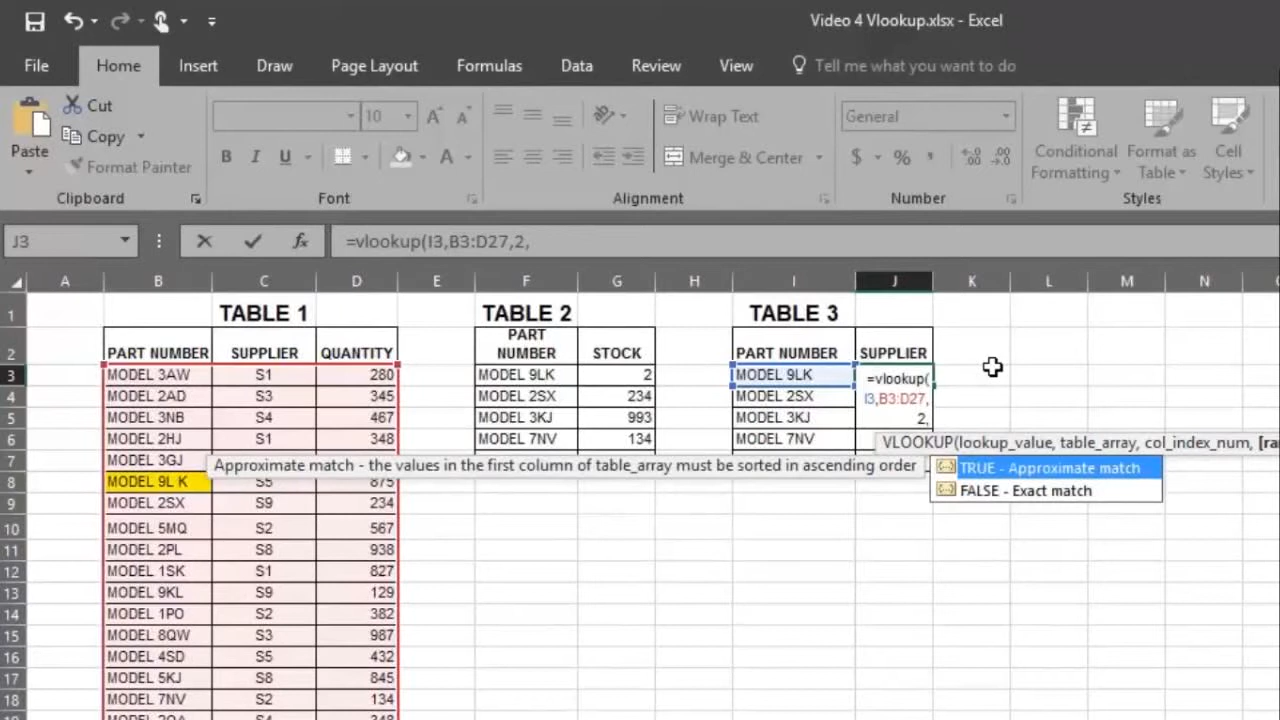 Video 4 Vlookup.xlsx - Excel
File Home Insert Draw Page Layout Formulas Data Review View Tell me what you want to do
Paste
Cut
Copy
Format Painter
Clipboard
10
B I U
Font
Wrap Text
Merge & Center
Alignment
General
$ % ,
Number
Conditional Formatting
Format as Table
Cell Styles
Styles
J3 fx =vlookup(I3,B3:D27,2,
A B C D E F G H I J K L M N
1 TABLE 1 TABLE 2 TABLE 3
2 PART NUMBER SUPPLIER QUANTITY PART NUMBER STOCK PART NUMBER SUPPLIER
3 MODEL 3AW S1 280 MODEL 9LK 2 MODEL 9LK =vlookup(
4 MODEL 2AD S3 345 MODEL 2SX 234 MODEL 2SX I3,B3:D27,
5 MODEL 3NB S4 467 MODEL 3KJ 993 MODEL 3KJ 2,
6 MODEL 2HJ S1 348 MODEL 7NV 134 MODEL 7NV
VLOOKUP(lookup_value, table_array, col_index_num, [ra
7 MODEL 3GJ
Approximate match - the values in the first column of table_array must be sorted in ascending order
TRUE - Approximate match
FALSE - Exact match
8 MODEL 9L K S5 875
9 MODEL 2SX S9 234
10 MODEL 5MQ S2 567
11 MODEL 2PL S8 938
12 MODEL 1SK S1 827
13 MODEL 9KL S9 129
14 MODEL 1PO S2 382
15 MODEL 8QW S3 987
16 MODEL 4SD S5 432
17 MODEL 5KJ S8 845
18 MODEL 7NV S2 134